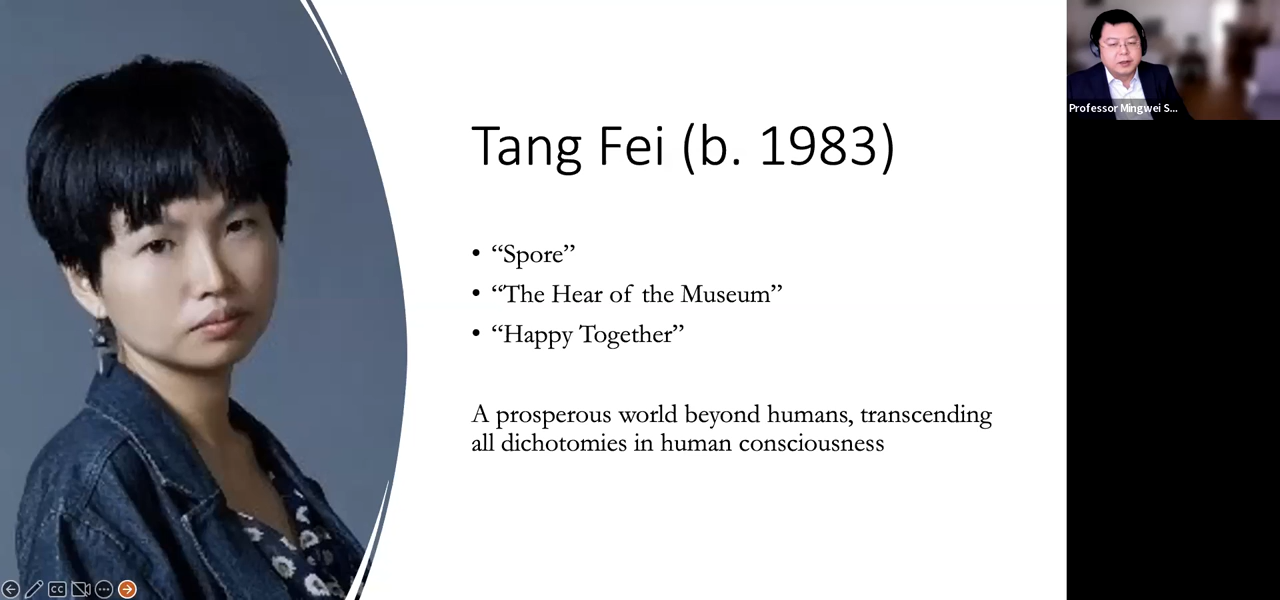 Tang Fei (b. 1983)
• “Spore”
• “The Hear of the Museum”
• “Happy Together”
A prosperous world beyond humans, transcending
all dichotomies in human consciousness
Professor Mingwei S...
CC